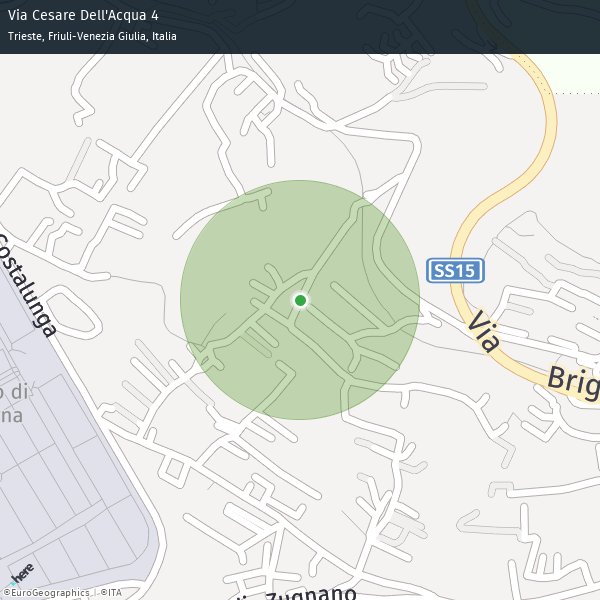 Via Cesare Dell'Acqua 4
Trieste, Friuli-Venezia Giulia, Italia
SS15
Costalunga
Via
Brig
o di
na
Zugnano
here
©EuroGeographics | ©ITA